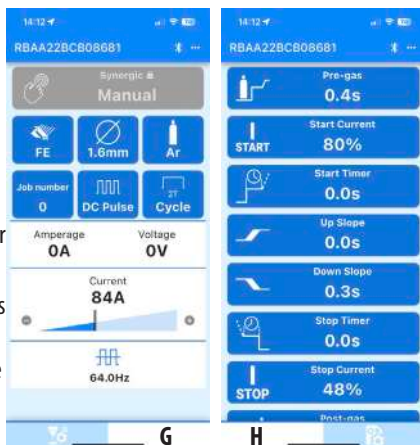 14:12
RBAA22BCB08681
Synergic
Manual
FE
1.6mm
Ar
Job number
0
DC Pulse
2T
Cycle
Amperage
0A
Voltage
0V
Current
84A
64.0Hz
G
14:12
RBAA22BCB08681
Pre-gas
0.4s
START
Start Current
80%
Start Timer
0.0s
Up Slope
0.0s
Down Slope
0.3s
Stop Timer
0.0s
STOP
Stop Current
48%
Post-gas
H